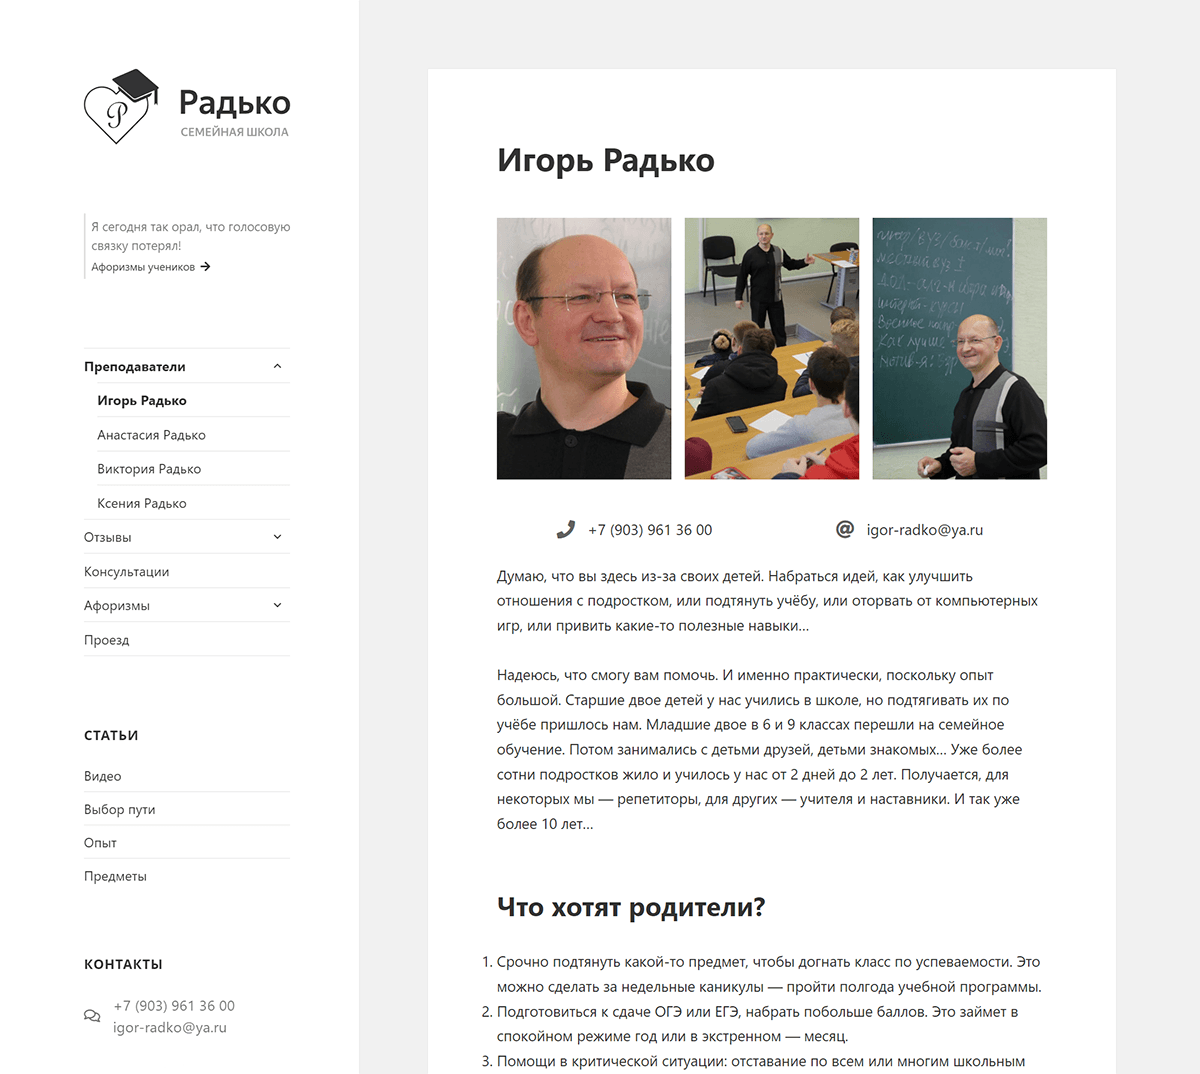 Р
Радько
СЕМЕЙНАЯ ШКОЛА
Я сегодня так орал, что голосовую
связку потерял!
Афоризмы учеников →
Преподаватели
Игорь Радько
Анастасия Радько
Виктория Радько
Ксения Радько
Отзывы
Консультации
Афоризмы
Проезд
СТАТЬИ
Видео
Выбор пути
Опыт
Предметы
КОНТАКТЫ
+7 (903) 961 36 00
igor-radko@ya.ru
Игорь Радько
+7 (903) 961 36 00
igor-radko@ya.ru
Думаю, что вы здесь из-за своих детей. Набраться идей, как улучшить
отношения с подростком, или подтянуть учёбу, или оторвать от компьютерных
игр, или привить какие-то полезные навыки...
Надеюсь, что смогу вам помочь. И именно практически, поскольку опыт
большой. Старшие двое детей у нас учились в школе, но подтягивать их по
учёбе пришлось нам. Младшие двое в 6 и 9 классах перешли на семейное
обучение. Потом занимались с детьми друзей, детьми знакомых... Уже более
сотни подростков жило и училось у нас от 2 дней до 2 лет. Получается, для
некоторых мы — репетиторы, для других — учителя и наставники. И так уже
более 10 лет...
Что хотят родители?
1. Срочно подтянуть какой-то предмет, чтобы догнать класс по успеваемости. Это
можно сделать за недельные каникулы — пройти полгода учебной программы.
2. Подготовиться к сдаче ОГЭ или ЕГЭ, набрать побольше баллов. Это займет в
спокойном режиме год или в экстренном — месяц.
3. Помощи в критической ситуации: отставание по всем или многим школьным